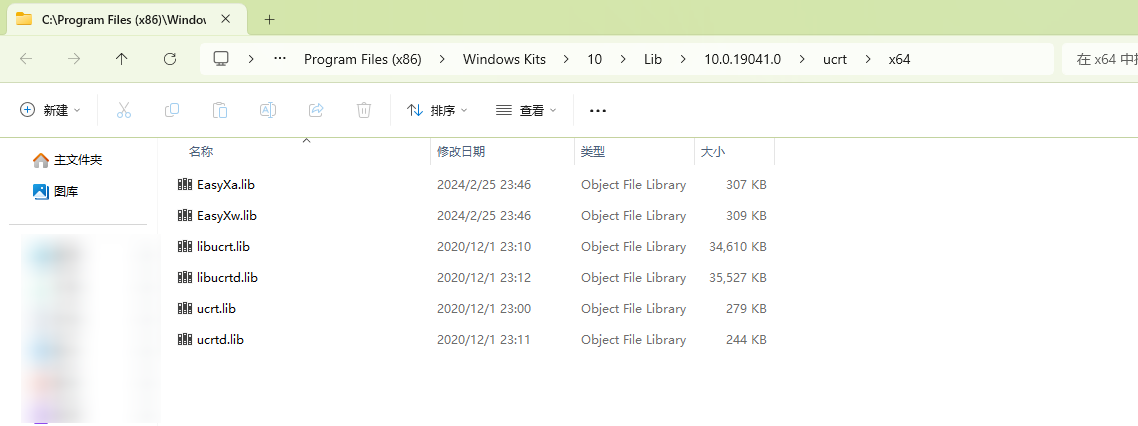 C:\Program Files (x86)\Windov
Program Files (x86) Windows Kits 10 Lib 10.0.19041.0 ucrt x64 在 x64 中
新建 排序 查看
主文件夹
图库
名称 修改日期 类型 大小
EasyXa.lib 2024/2/25 23:46 Object File Library 307 KB
EasyXw.lib 2024/2/25 23:46 Object File Library 309 KB
libucrt.lib 2020/12/1 23:10 Object File Library 34,610 KB
libucrtd.lib 2020/12/1 23:12 Object File Library 35,527 KB
ucrt.lib 2020/12/1 23:00 Object File Library 279 KB
ucrtd.lib 2020/12/1 23:11 Object File Library 244 KB